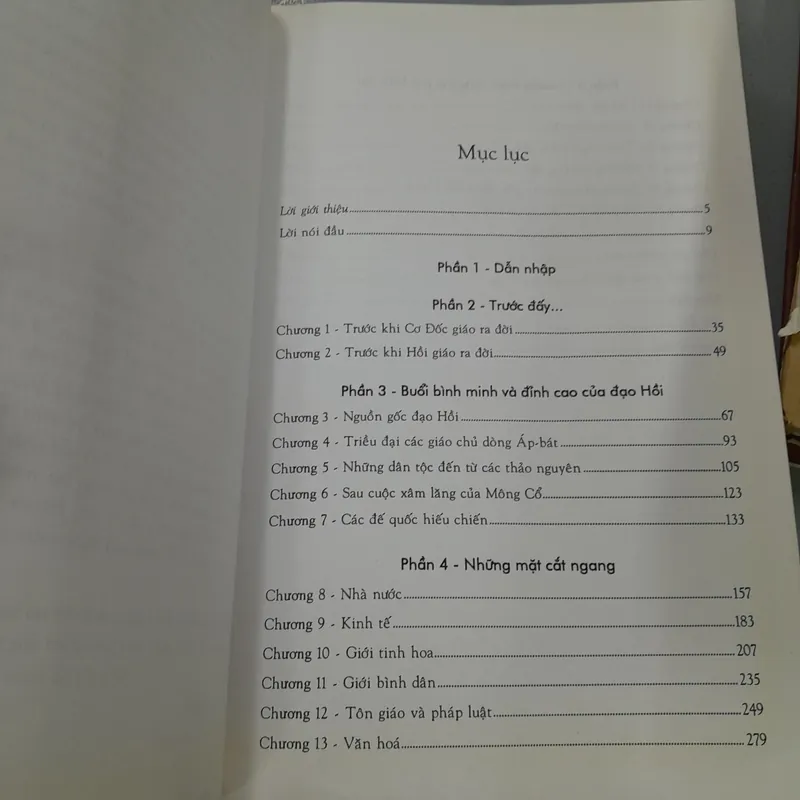 Mục lục
Lời giới thiệu 5
Lời nói đầu 9
Phần 1 - Dẫn nhập
Phần 2 - Trước đấy...
Chương 1 - Trước khi Cơ Đốc giáo ra đời 35
Chương 2 - Trước khi Hồi giáo ra đời 49
Phần 3 - Buổi bình minh và đỉnh cao của đạo Hồi
Chương 3 - Nguồn gốc đạo Hồi 67
Chương 4 - Triều đại các giáo chủ dòng Áp-bát 93
Chương 5 - Những dân tộc đến từ các thảo nguyên 105
Chương 6 - Sau cuộc xâm lăng của Mông Cổ 123
Chương 7 - Các đế quốc hiếu chiến 133
Phần 4 - Những mặt cắt ngang
Chương 8 - Nhà nước 157
Chương 9 - Kinh tế 183
Chương 10 - Giới tinh hoa 207
Chương 11 - Giới bình dân 235
Chương 12 - Tôn giáo và pháp luật 249
Chương 13 - Văn hoá 279